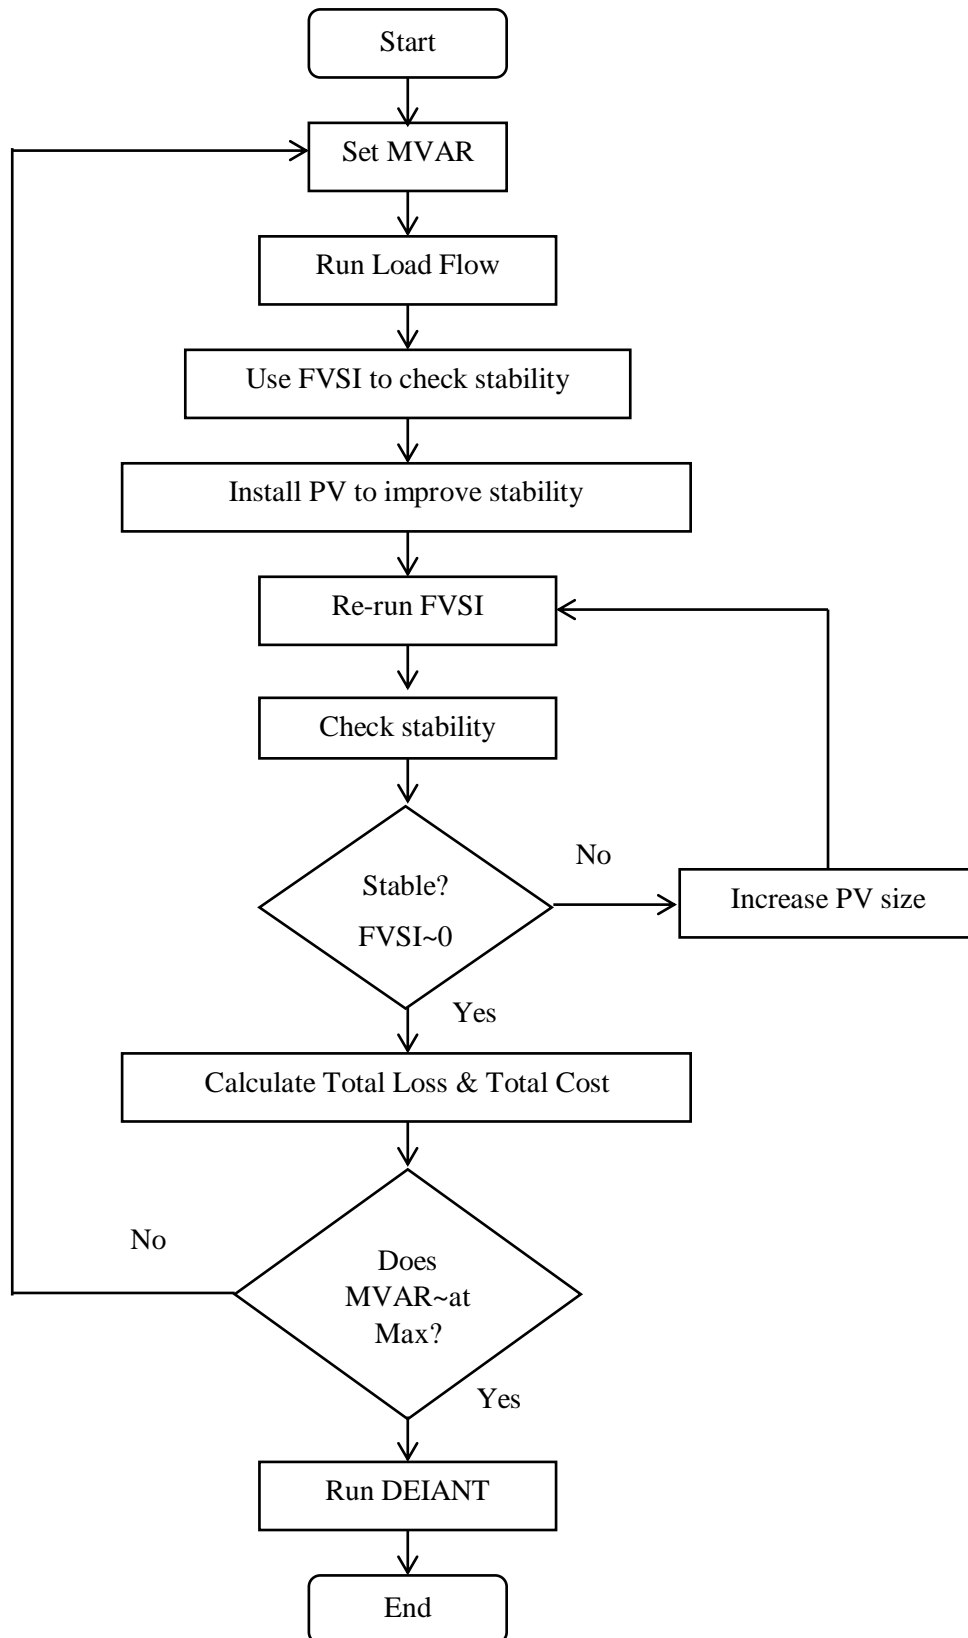 Start
Set MVAR
Run Load Flow
Use FVSI to check stability
Install PV to improve stability
Re-run FVSI
Check stability
No
Stable?
FVSI~0
Increase PV size
Yes
Calculate Total Loss & Total Cost
No
Does
MVAR~at
Max?
Yes
Run DEIANT
End